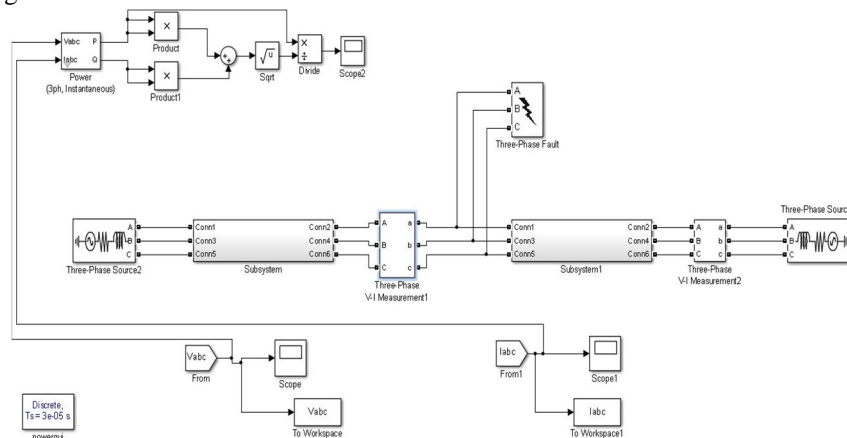 g
Vabc P
Iabc Q
Power
(3ph, Instantaneous)
×
Product
×
Product1
+
+
√u
Sqrt
×
÷
Divide
Scope2
A
B
C
Three-Phase Fault
A
B
C
Three-Phase Source2
Conn1 Conn2
Conn3 Conn4
Conn5 Conn6
Subsystem
A a
B b
C c
Three-Phase
V-I Measurement1
Conn1 Conn2
Conn3 Conn4
Conn5 Conn6
Subsystem1
A a
B b
C c
Three-Phase
V-I Measurement2
Three-Phase Sourc
A
B
C
Vabc
From
Scope
Vabc
To Workspace
Iabc
From1
Scope1
Iabc
To Workspace1
Discrete,
Ts = 3e-05 s.
powergui